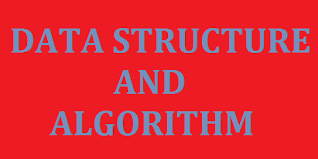 DATA STRUCTURE
AND
ALGORITHM